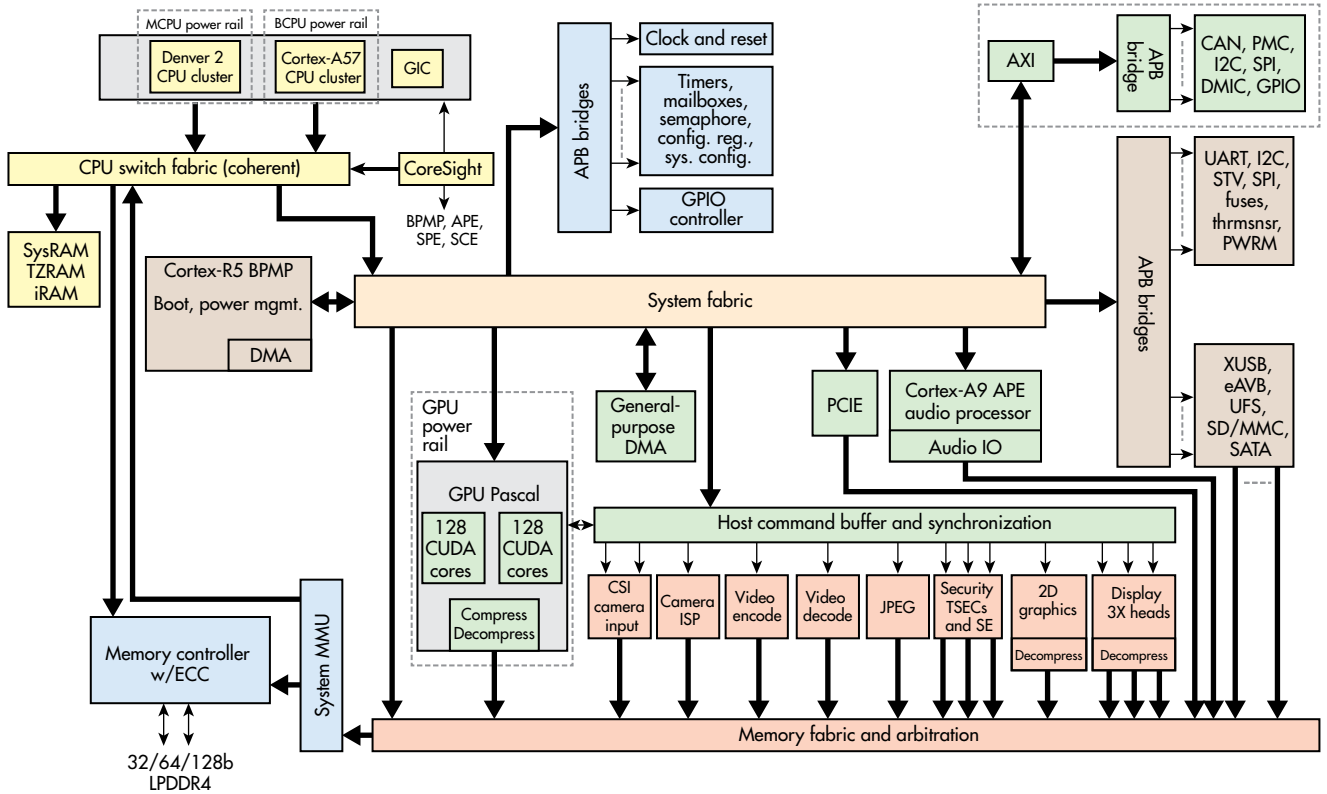 MCPU power rail
BCPU power rail
Denver 2
CPU cluster
Cortex-A57
CPU cluster
GIC
CPU switch fabric (coherent)
CoreSight
BPMP, APE,
SPE, SCE
SysRAM
TZRAM
iRAM
Cortex-R5 BPMP
Boot, power mgmt.
DMA
APB bridges
Clock and reset
Timers,
mailboxes,
semaphore,
config. reg.,
sys. config.
GPIO
controller
AXI
APB
bridge
CAN, PMC,
I2C, SPI,
DMIC, GPIO
APB bridges
UART, I2C,
STV, SPI,
fuses,
thrmsnsr,
PWRM
XUSB,
eAVB,
UFS,
SD/MMC,
SATA
System fabric
GPU
power
rail
GPU Pascal
128
CUDA
cores
128
CUDA
cores
Compress
Decompress
General-
purpose
DMA
PCIE
Cortex-A9 APE
audio processor
Audio IO
Host command buffer and synchronization
CSI
camera
input
Camera
ISP
Video
encode
Video
decode
JPEG
Security
TSECs
and SE
2D
graphics
Decompress
Display
3X heads
Decompress
Memory controller
w/ECC
System MMU
Memory fabric and arbitration
32/64/128b
LPDDR4